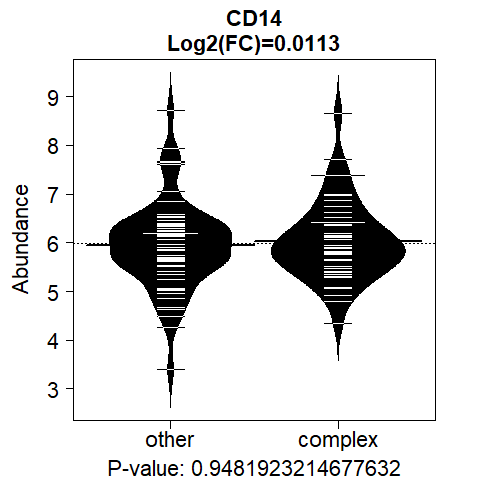 CD14
Log2(FC)=0.0113
Abundance
9
8
7
6
5
4
3
other complex
P-value: 0.9481923214677632